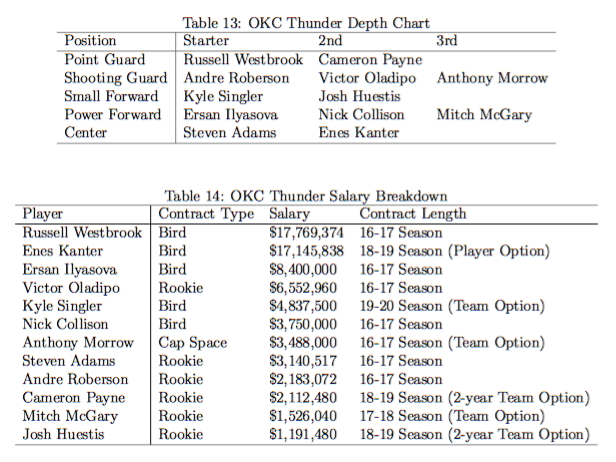 Table 13: OKC Thunder Depth Chart
Position Starter 2nd 3rd
Point Guard Russell Westbrook Cameron Payne
Shooting Guard Andre Roberson Victor Oladipo Anthony Morrow
Small Forward Kyle Singler Josh Huestis
Power Forward Ersan Ilyasova Nick Collison Mitch McGary
Center Steven Adams Enes Kanter
Table 14: OKC Thunder Salary Breakdown
Player Contract Type Salary Contract Length
Russell Westbrook Bird $17,769,374 16-17 Season
Enes Kanter Bird $17,145,838 18-19 Season (Player Option)
Ersan Ilyasova Bird $8,400,000 16-17 Season
Victor Oladipo Rookie $6,552,960 16-17 Season
Kyle Singler Bird $4,837,500 19-20 Season (Team Option)
Nick Collison Bird $3,750,000 16-17 Season
Anthony Morrow Cap Space $3,488,000 16-17 Season (Team Option)
Steven Adams Rookie $3,140,517 16-17 Season
Andre Roberson Rookie $2,183,072 16-17 Season
Cameron Payne Rookie $2,112,480 18-19 Season (2-year Team Option)
Mitch McGary Rookie $1,526,040 17-18 Season (Team Option)
Josh Huestis Rookie $1,191,480 18-19 Season (2-year Team Option)